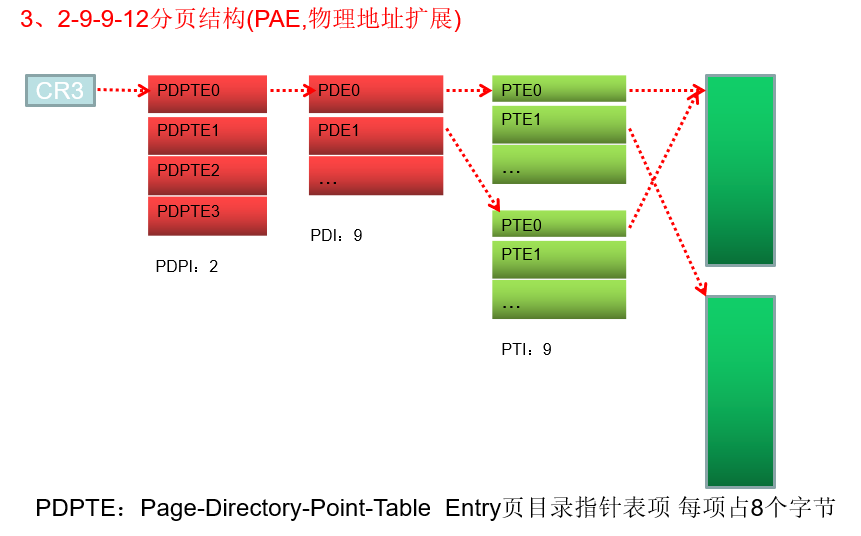 3、2-9-9-12分页结构(PAE,物理地址扩展)
CR3
PDPTE0
PDPTE1
PDPTE2
PDPTE3
PDPI：2
PDE0
PDE1
...
PDI：9
PTE0
PTE1
...
PTE0
PTE1
...
PTI：9
PDPTE：Page-Directory-Point-Table Entry页目录指针表项 每项占8个字节